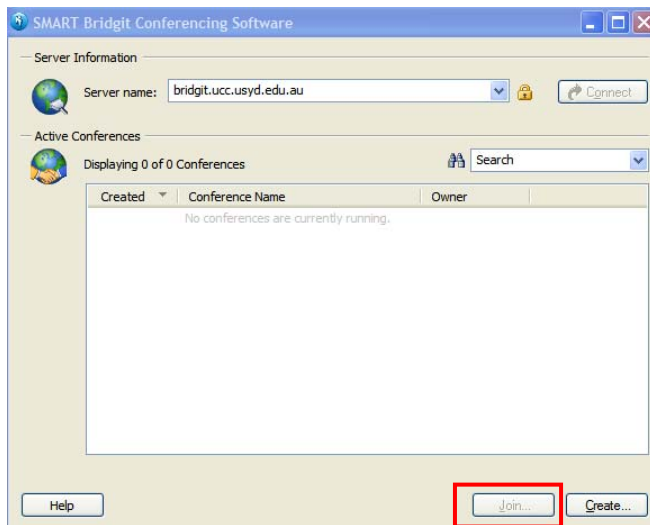 SMART Bridgit Conferencing Software
Server Information
Server name: bridgit.ucc.usyd.edu.au Connect
Active Conferences
Displaying 0 of 0 Conferences Search
Created Conference Name Owner
No conferences are currently running.
Help Join... Create...